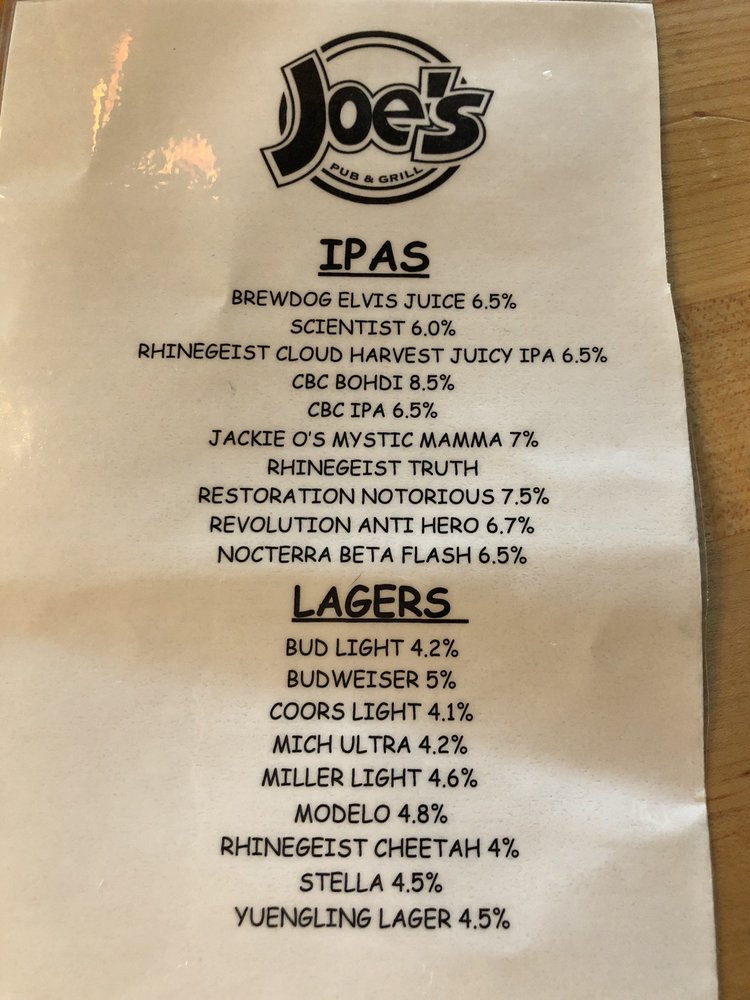 Joe's
PUB & GRILL
IPAS
BREWDOG ELVIS JUICE 6.5%
SCIENTIST 6.0%
RHINEGEIST CLOUD HARVEST JUICY IPA 6.5%
CBC BOHDI 8.5%
CBC IPA 6.5%
JACKIE O'S MYSTIC MAMMA 7%
RHINEGEIST TRUTH
RESTORATION NOTORIOUS 7.5%
REVOLUTION ANTI HERO 6.7%
NOCTERRA BETA FLASH 6.5%
LAGERS
BUD LIGHT 4.2%
BUDWEISER 5%
COORS LIGHT 4.1%
MICH ULTRA 4.2%
MILLER LIGHT 4.6%
MODELO 4.8%
RHINEGEIST CHEETAH 4%
STELLA 4.5%
YUENGLING LAGER 4.5%